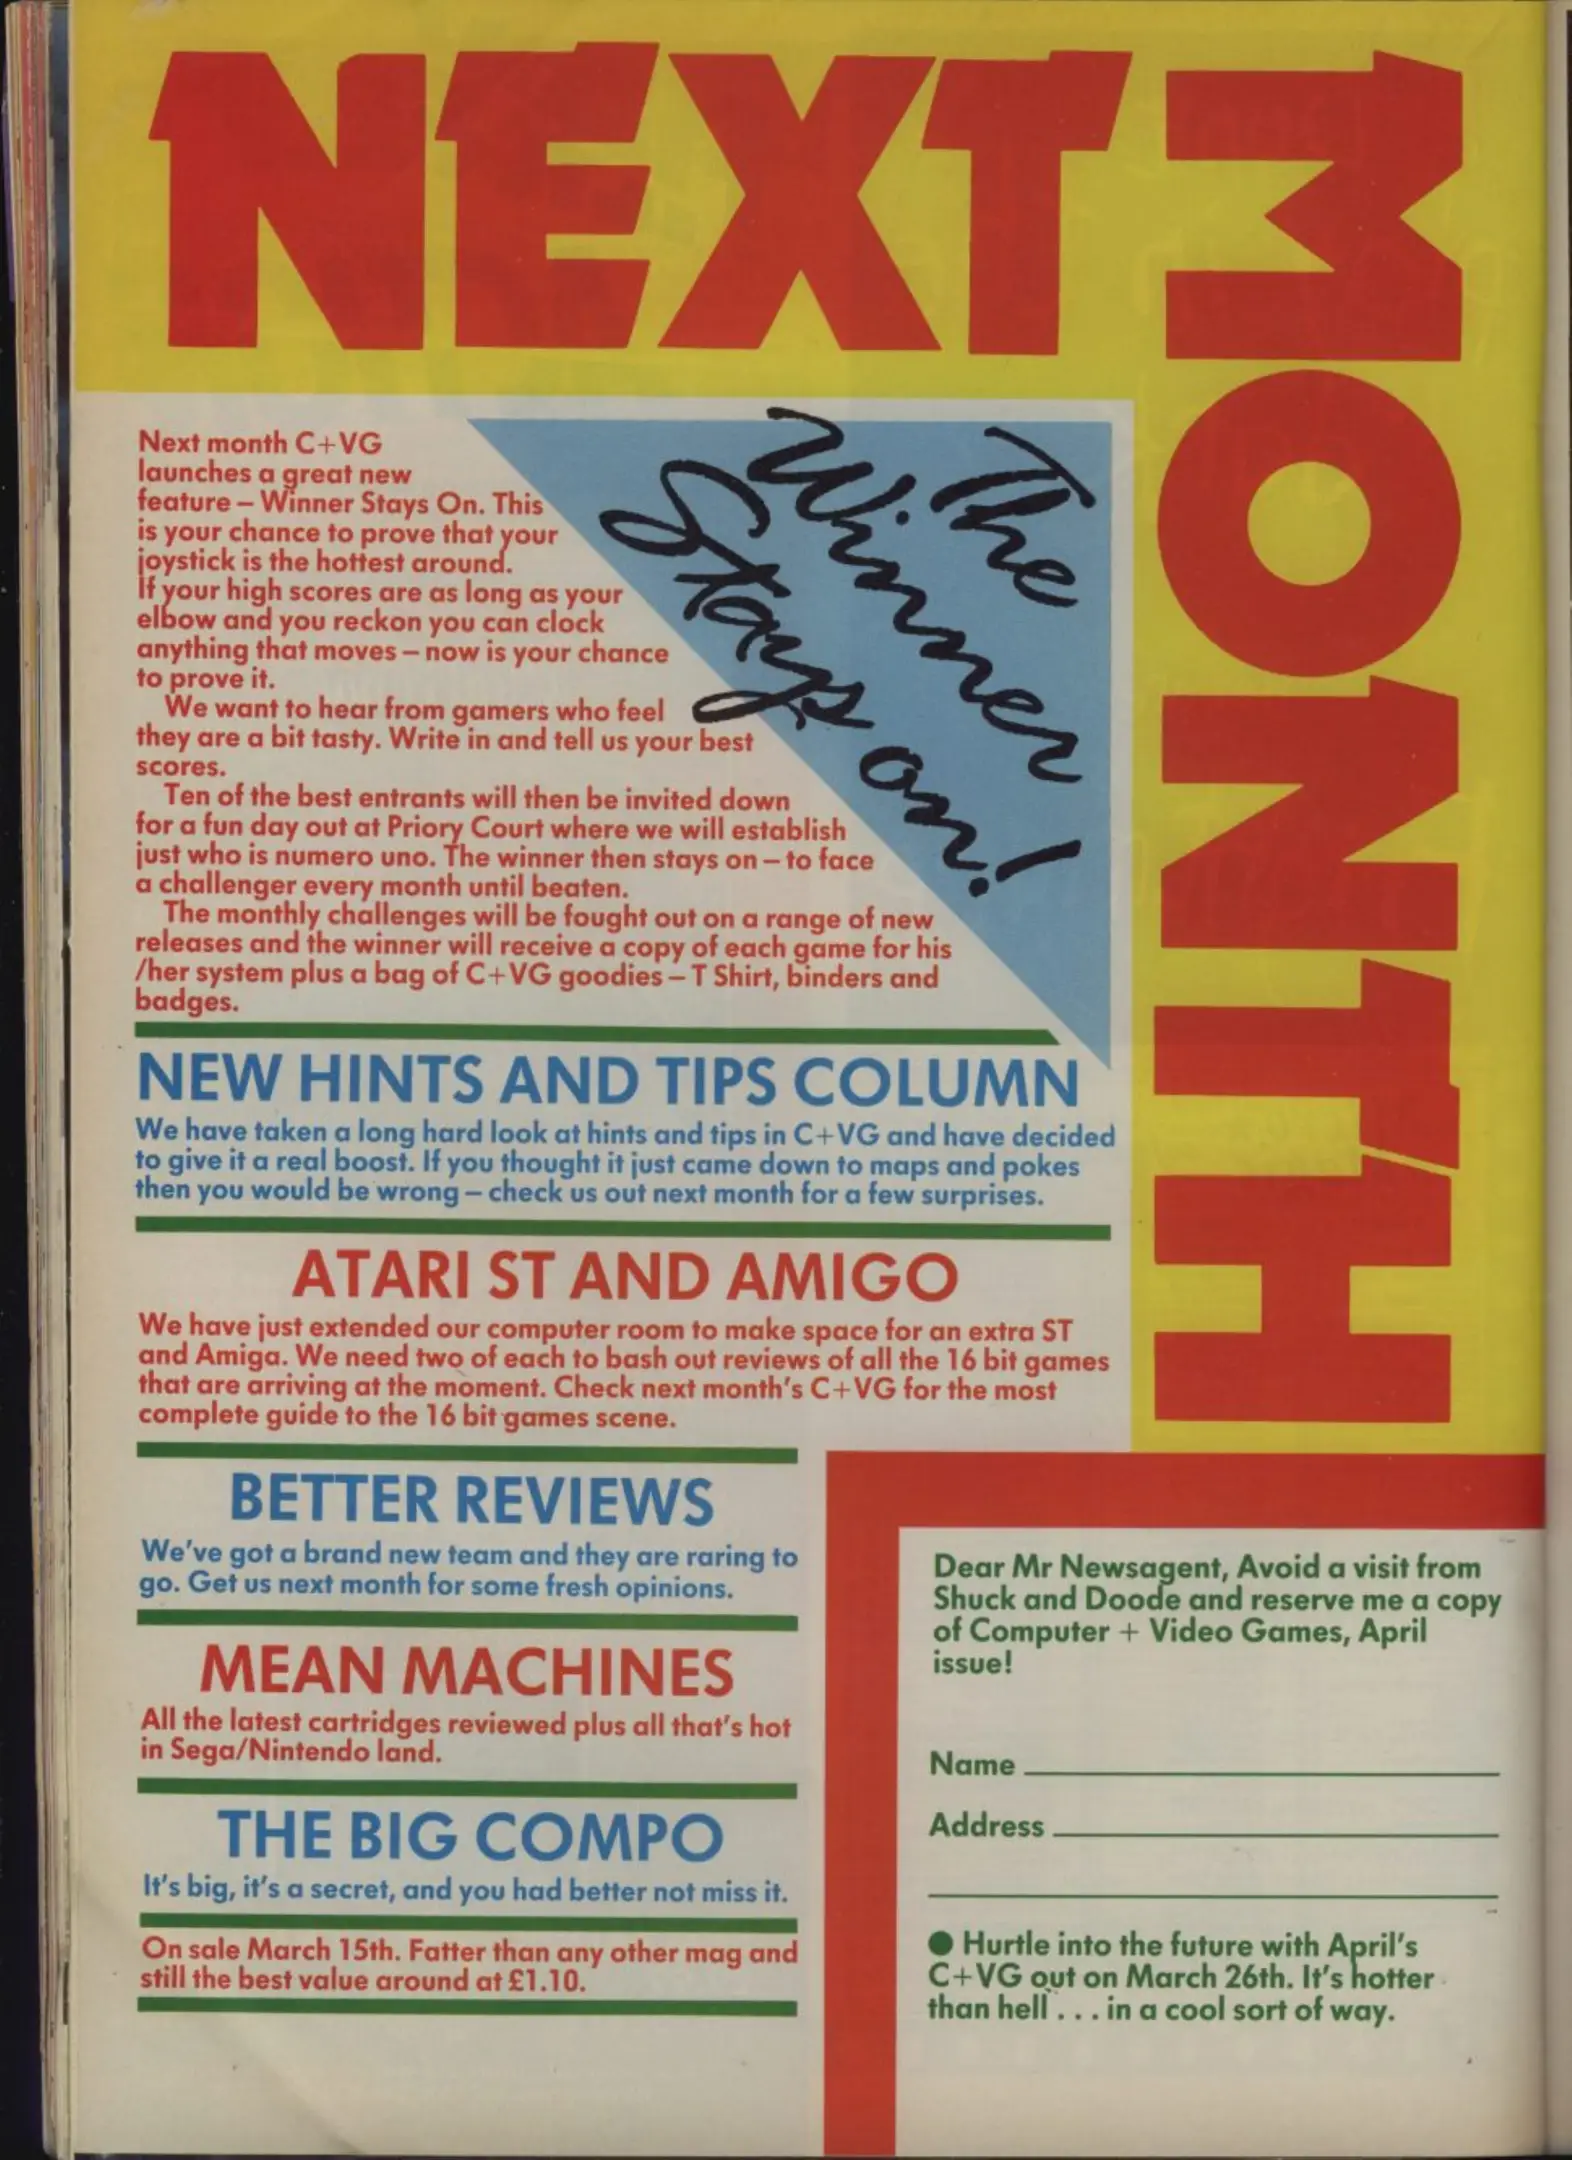 NEXT
MONTH
Next month C+VG
launches a great new
feature – Winner Stays On. This
is your chance to prove that your
joystick is the hottest around.
If your high scores are as long as your
elbow and you reckon you can clock
anything that moves – now is your chance
to prove it.
We want to hear from gamers who feel
they are a bit tasty. Write in and tell us your best
scores.
Ten of the best entrants will then be invited down
for a fun day out at Priory Court where we will establish
just who is numero uno. The winner then stays on – to face
a challenger every month until beaten.
The monthly challenges will be fought out on a range of new
releases and the winner will receive a copy of each game for his
/her system plus a bag of C+VG goodies – T Shirt, binders and
badges.
The
Winner
Stays on!
NEW HINTS AND TIPS COLUMN
We have taken a long hard look at hints and tips in C+VG and have decided
to give it a real boost. If you thought it just came down to maps and pokes
then you would be wrong – check us out next month for a few surprises.
ATARI ST AND AMIGO
We have just extended our computer room to make space for an extra ST
and Amiga. We need two of each to bash out reviews of all the 16 bit games
that are arriving at the moment. Check next month's C+VG for the most
complete guide to the 16 bit games scene.
BETTER REVIEWS
We've got a brand new team and they are raring to
go. Get us next month for some fresh opinions.
MEAN MACHINES
All the latest cartridges reviewed plus all that's hot
in Sega/Nintendo land.
THE BIG COMPO
It's big, it's a secret, and you had better not miss it.
On sale March 15th. Fatter than any other mag and
still the best value around at £1.10.
Dear Mr Newsagent, Avoid a visit from
Shuck and Doode and reserve me a copy
of Computer + Video Games, April
issue!
Name
Address
● Hurtle into the future with April's
C+VG out on March 26th. It's hotter
than hell . . . in a cool sort of way.